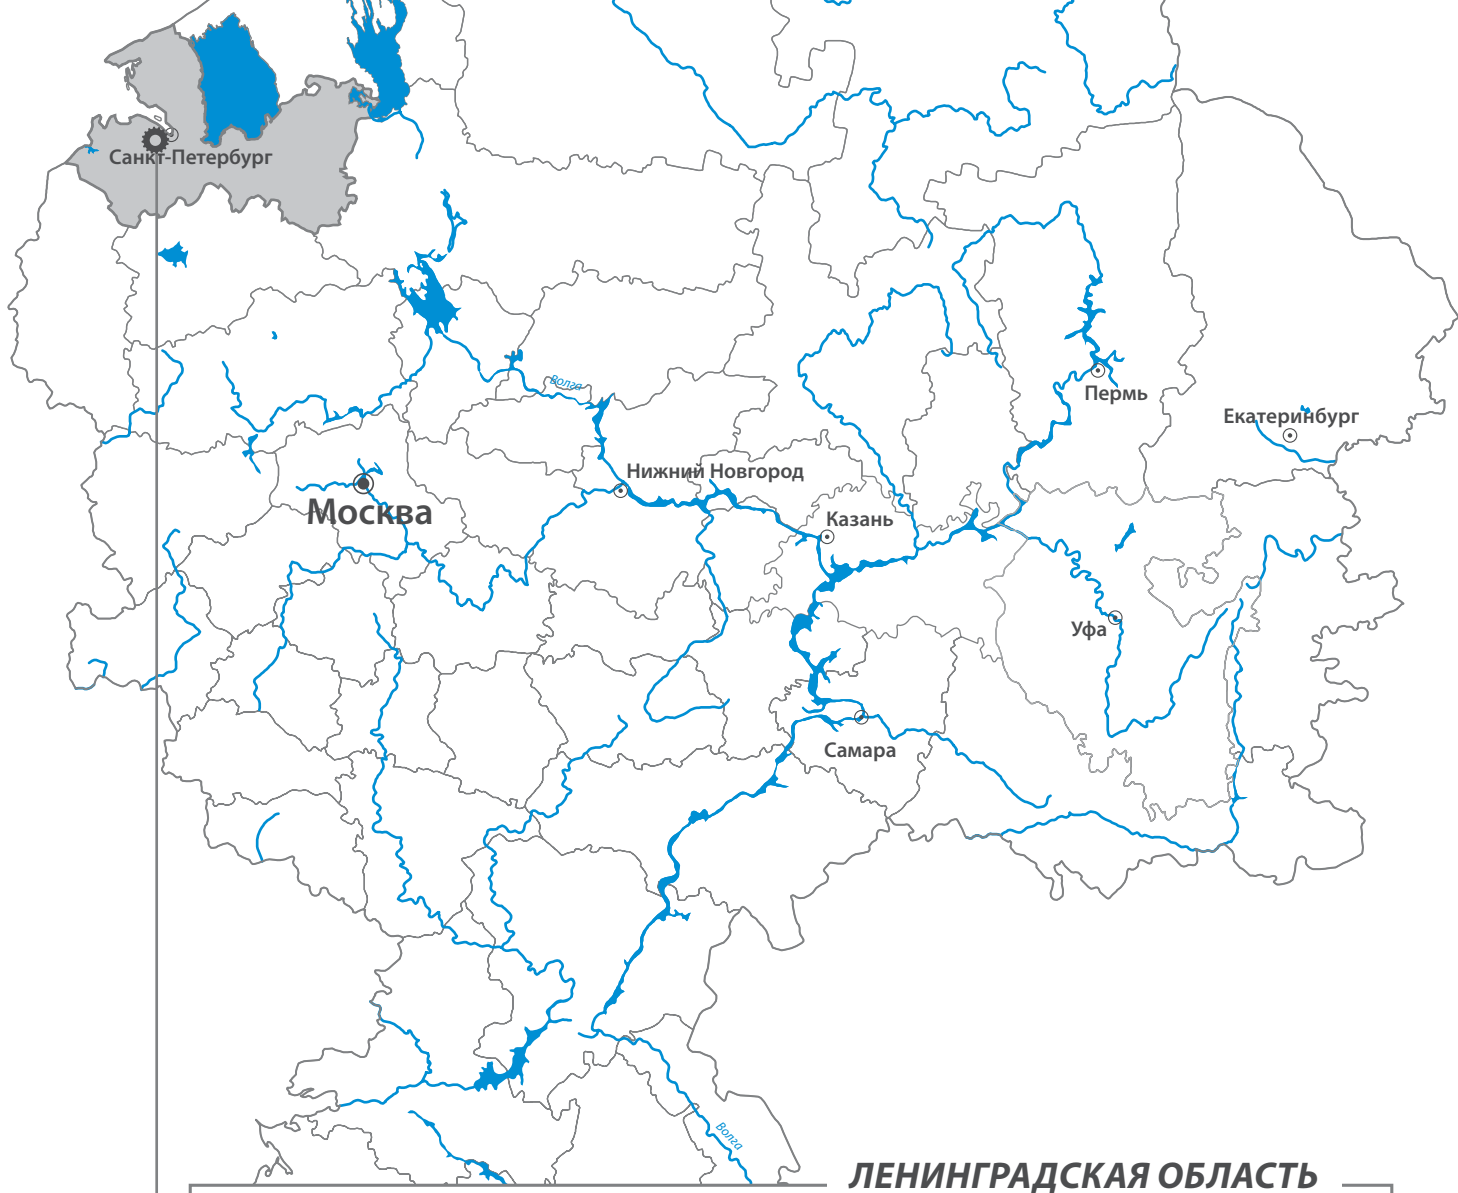 Санкт-Петербург
Волга
Пермь
Екатеринбург
Нижний Новгород
Москва
Казань
Уфа
Самара
Волга
ЛЕНИНГРАДСКАЯ ОБЛАСТЬ